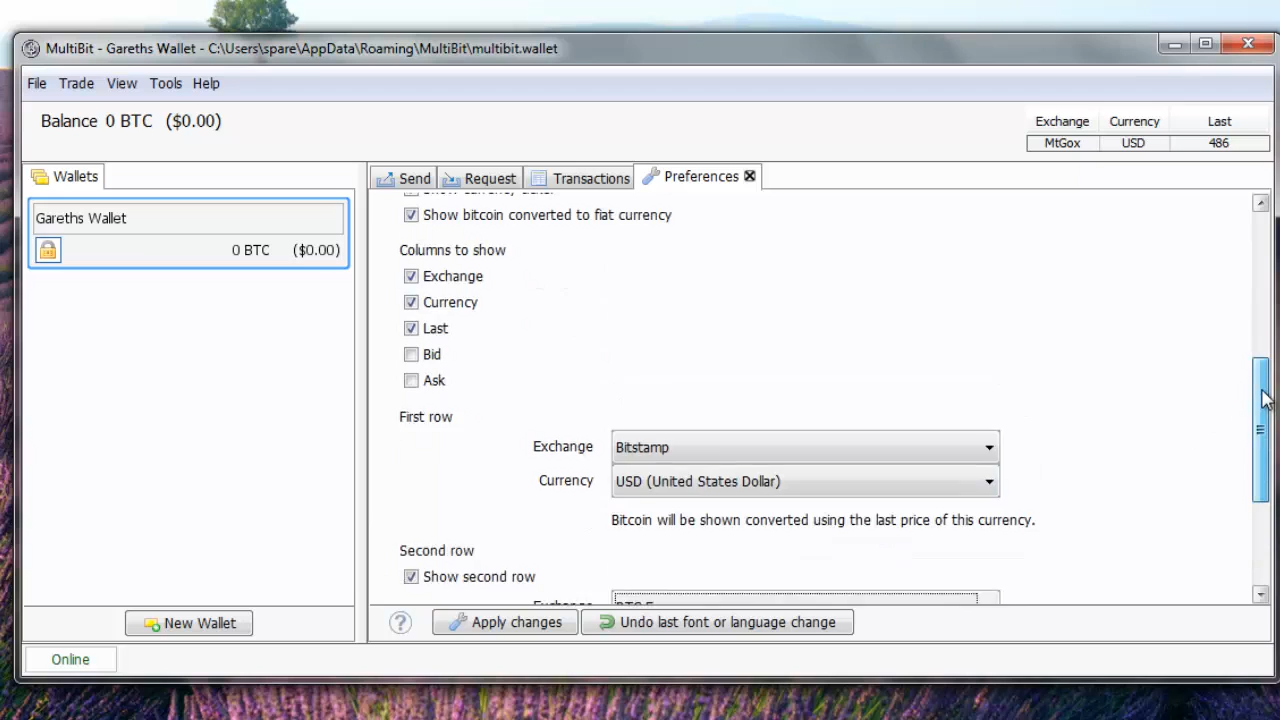 MultiBit - Gareths Wallet - C:\Users\spare\AppData\Roaming\MultiBit\multibit.wallet
File Trade View Tools Help
Balance 0 BTC ($0.00)
Exchange Currency Last
MtGox USD 486
Wallets
Gareths Wallet
0 BTC ($0.00)
New Wallet
Online
Send Request Transactions Preferences
Show bitcoin converted to fiat currency
Columns to show
Exchange
Currency
Last
Bid
Ask
First row
Exchange Bitstamp
Currency USD (United States Dollar)
Bitcoin will be shown converted using the last price of this currency.
Second row
Show second row
Exchange
? Apply changes Undo last font or language change